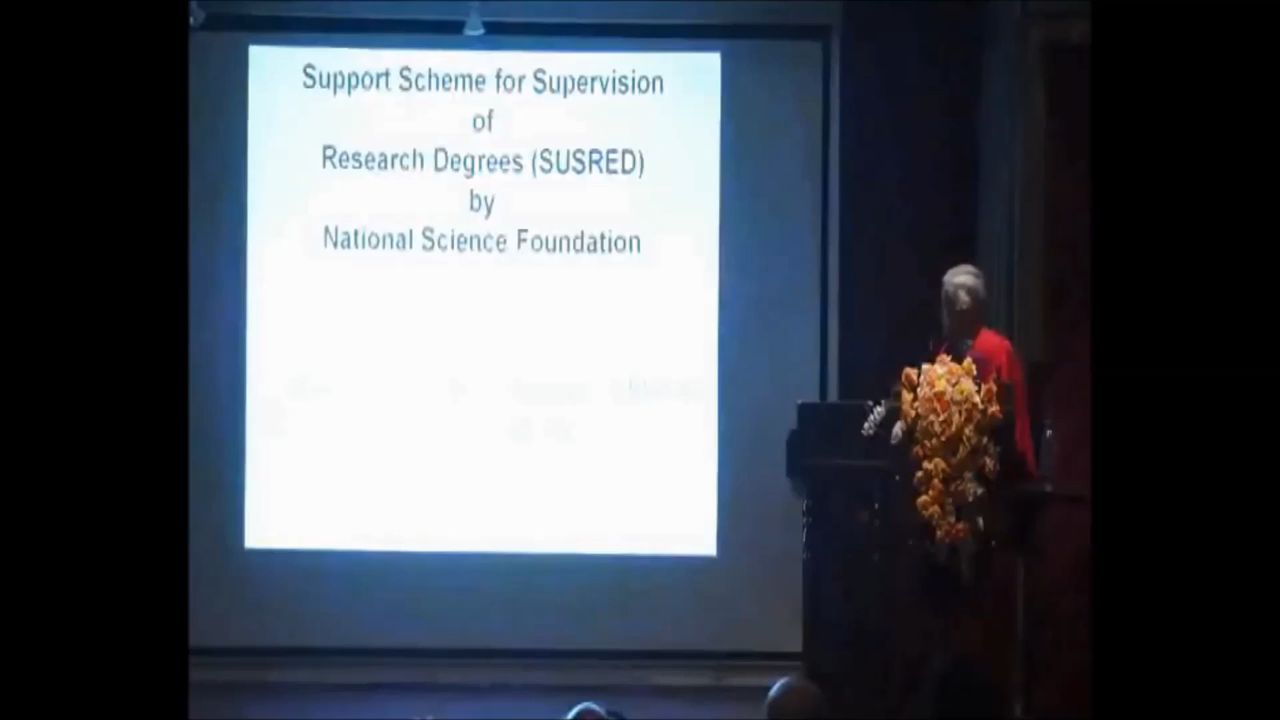 Support Scheme for Supervision
of
Research Degrees (SUSRED)
by
National Science Foundation